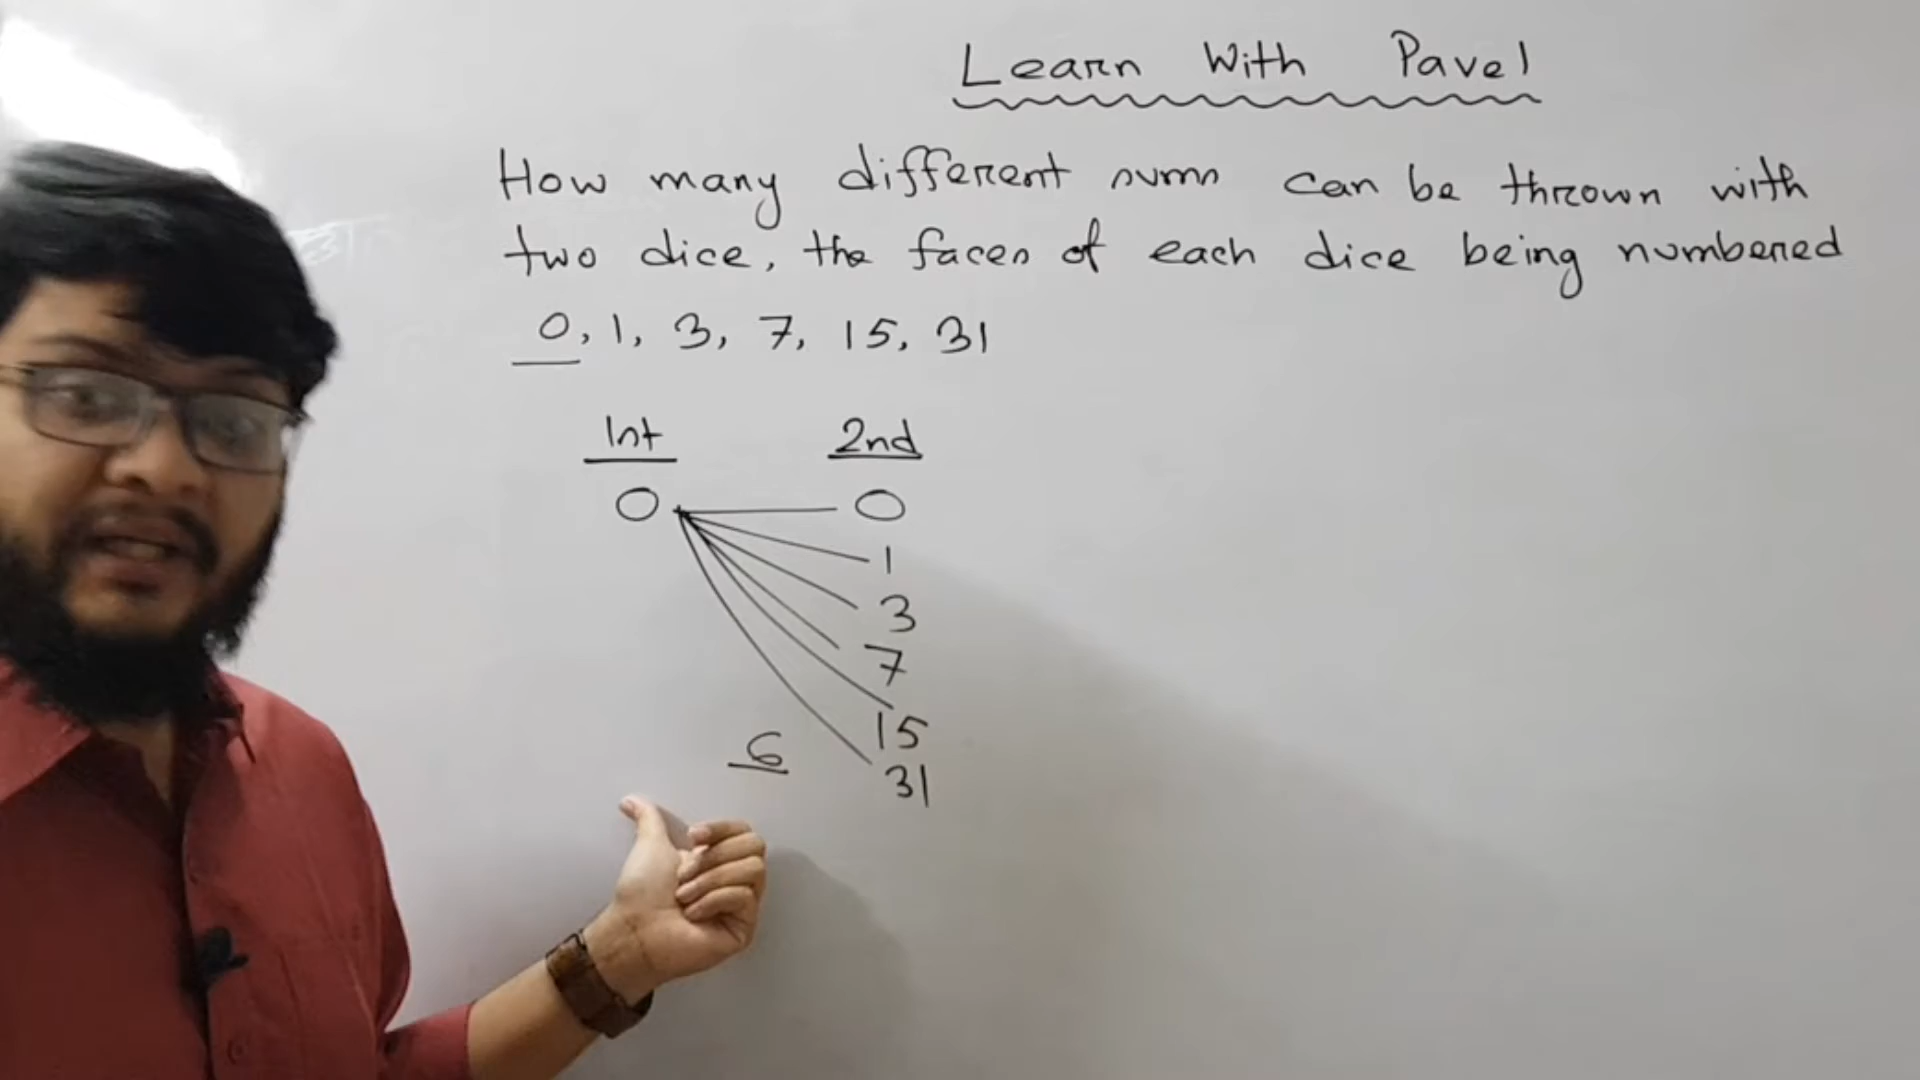 Learn With Pavel
How many different sums can be thrown with
two dice, the faces of each dice being numbered
0, 1, 3, 7, 15, 31
1st 2nd
0 0
1
3
7
15
6
31